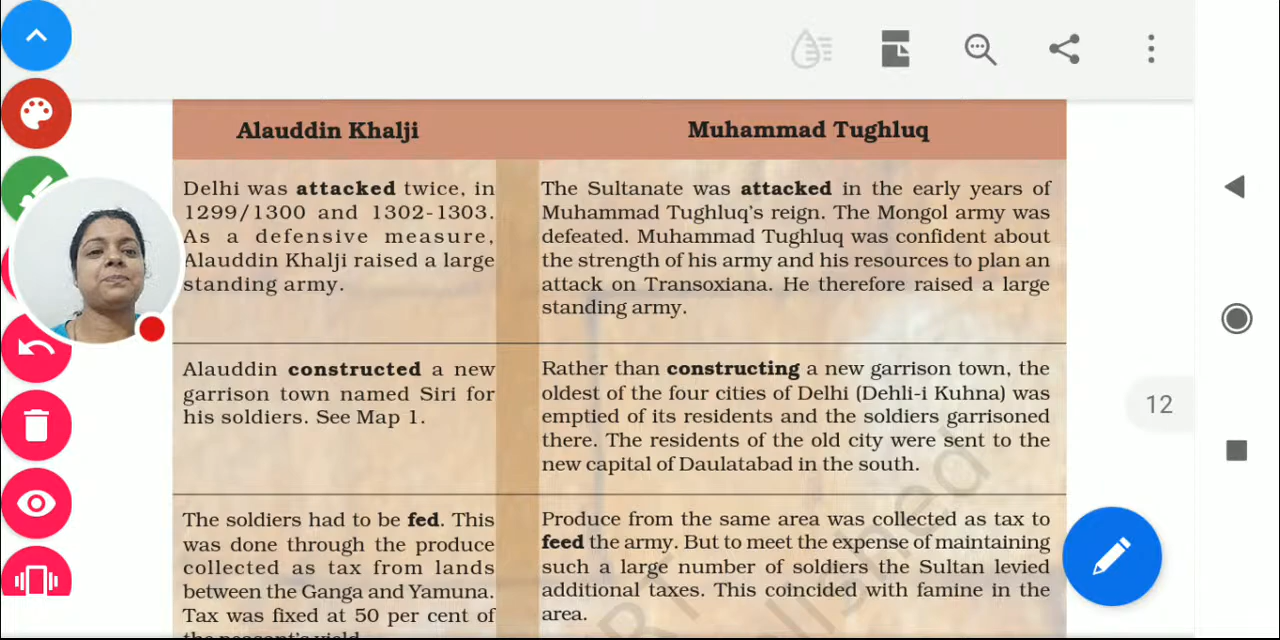 Alauddin Khalji
Muhammad Tughluq
Delhi was attacked twice, in
1299/1300 and 1302-1303.
As a defensive measure,
Alauddin Khalji raised a large
standing army.
The Sultanate was attacked in the early years of
Muhammad Tughluq's reign. The Mongol army was
defeated. Muhammad Tughluq was confident about
the strength of his army and his resources to plan an
attack on Transoxiana. He therefore raised a large
standing army.
Alauddin constructed a new
garrison town named Siri for
his soldiers. See Map 1.
Rather than constructing a new garrison town, the
oldest of the four cities of Delhi (Dehli-i Kuhna) was
emptied of its residents and the soldiers garrisoned
there. The residents of the old city were sent to the
new capital of Daulatabad in the south.
The soldiers had to be fed. This
was done through the produce
collected as tax from lands
between the Ganga and Yamuna.
Tax was fixed at 50 per cent of
the peasant's yield
Produce from the same area was collected as tax to
feed the army. But to meet the expense of maintaining
such a large number of soldiers the Sultan levied
additional taxes. This coincided with famine in the
area.
12